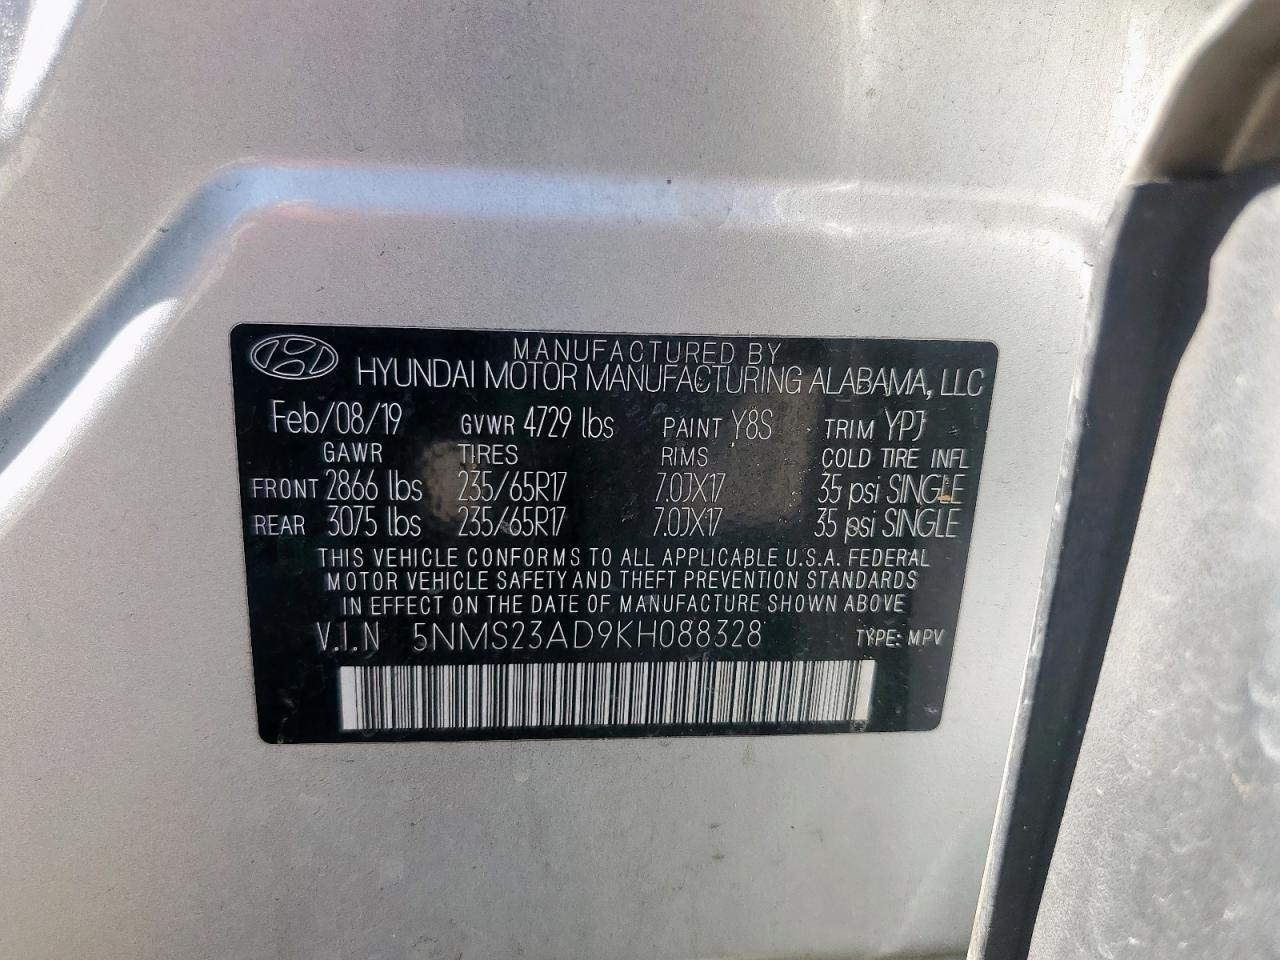 MANUFACTURED BY
HYUNDAI MOTOR MANUFACTURING ALABAMA, LLC
Feb/08/19 GVWR 4729 lbs PAINT Y8S TRIM YPJ
GAWR TIRES RIMS COLD TIRE INFL
FRONT 2866 lbs 235/65R17 7.0JX17 35 psi SINGLE
REAR 3075 lbs 235/65R17 7.0JX17 35 psi SINGLE
THIS VEHICLE CONFORMS TO ALL APPLICABLE U.S.A. FEDERAL
MOTOR VEHICLE SAFETY AND THEFT PREVENTION STANDARDS
IN EFFECT ON THE DATE OF MANUFACTURE SHOWN ABOVE
V.I.N 5NMS23AD9KH088328 TYPE: MPV